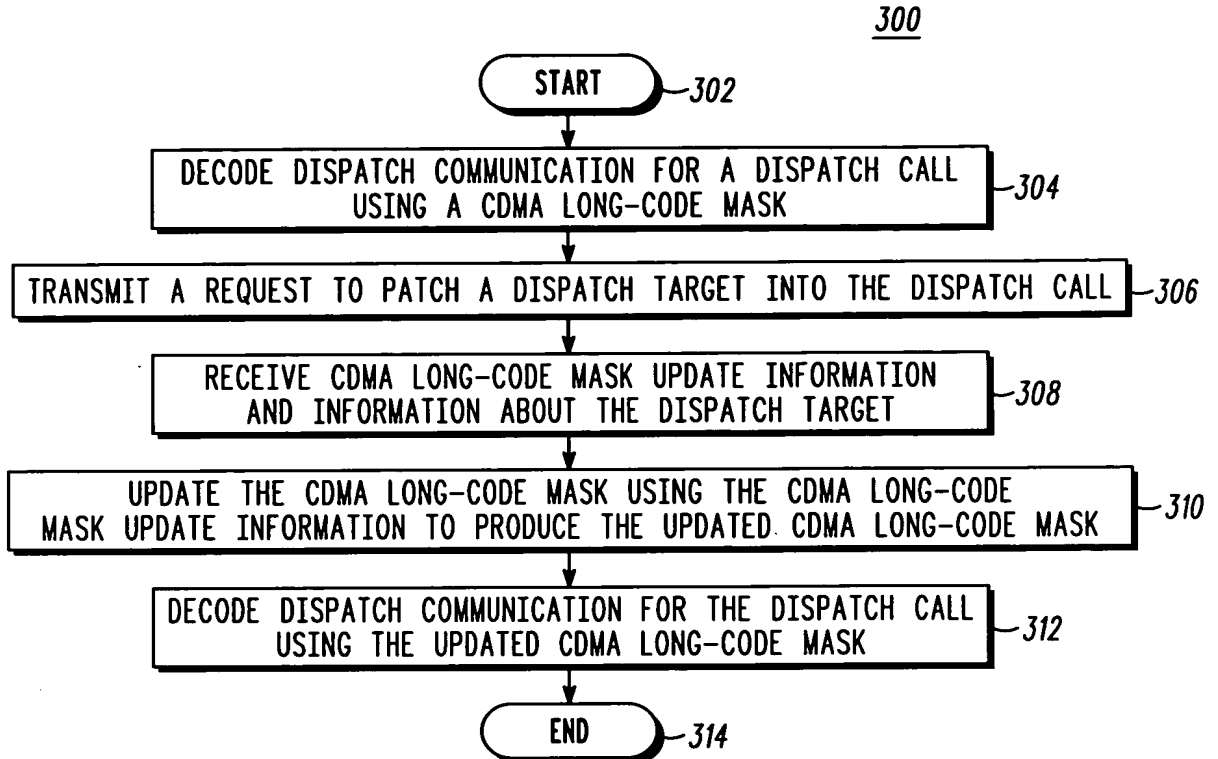 300
START
302
DECODE DISPATCH COMMUNICATION FOR A DISPATCH CALL
USING A CDMA LONG-CODE MASK
304
TRANSMIT A REQUEST TO PATCH A DISPATCH TARGET INTO THE DISPATCH CALL
306
RECEIVE CDMA LONG-CODE MASK UPDATE INFORMATION
AND INFORMATION ABOUT THE DISPATCH TARGET
308
UPDATE THE CDMA LONG-CODE MASK USING THE CDMA LONG-CODE
MASK UPDATE INFORMATION TO PRODUCE THE UPDATED CDMA LONG-CODE MASK
310
DECODE DISPATCH COMMUNICATION FOR THE DISPATCH CALL
USING THE UPDATED CDMA LONG-CODE MASK
312
END
314